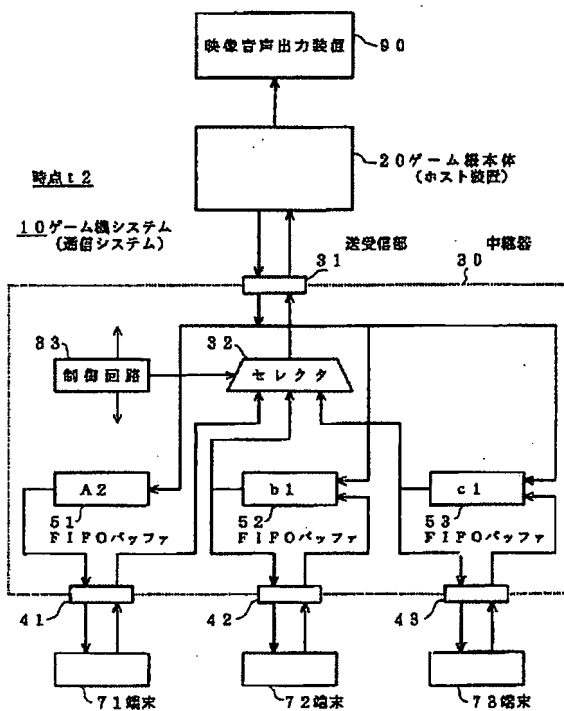 映像音声出力装置
90
20ゲーム機本体
(ホスト装置)
時点t2
10ゲーム機システム
(通信システム)
送受信部
31
中継器
30
33
制御回路
32
セレクタ
A2
51
FIFOバッファ
b1
52
FIFOバッファ
c1
53
FIFOバッファ
41
42
43
71端末
72端末
73端末